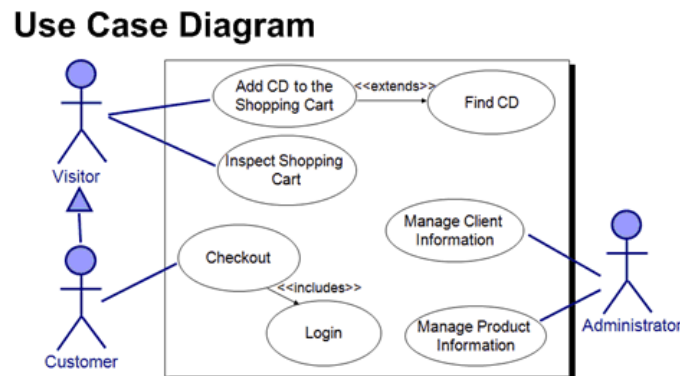 Use Case Diagram
Add CD to the
Shopping Cart
<<extends>>
Find CD
Visitor
Inspect Shopping
Cart
Manage Client
Information
Checkout
<<includes>>
Login
Manage Product
Information
Administrator
Customer